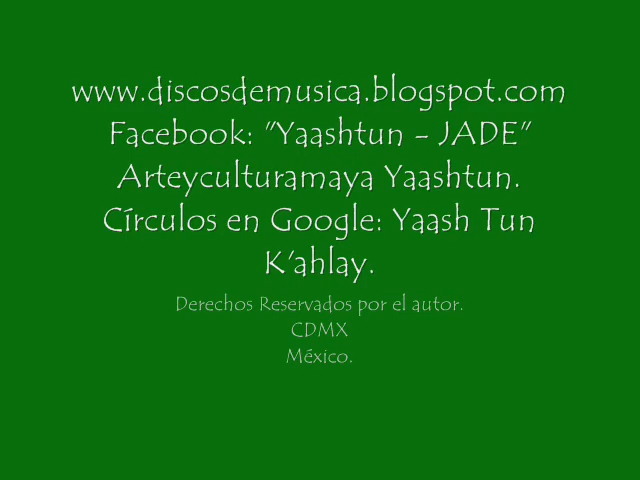 www.discosdemusica.blogspot.com
Facebook: "Yaashtun - JADE"
Arteyculturamaya Yaashtun.
Círculos en Google: Yaash Tun
K'ahlay.
Derechos Reservados por el autor.
CDMX
México.